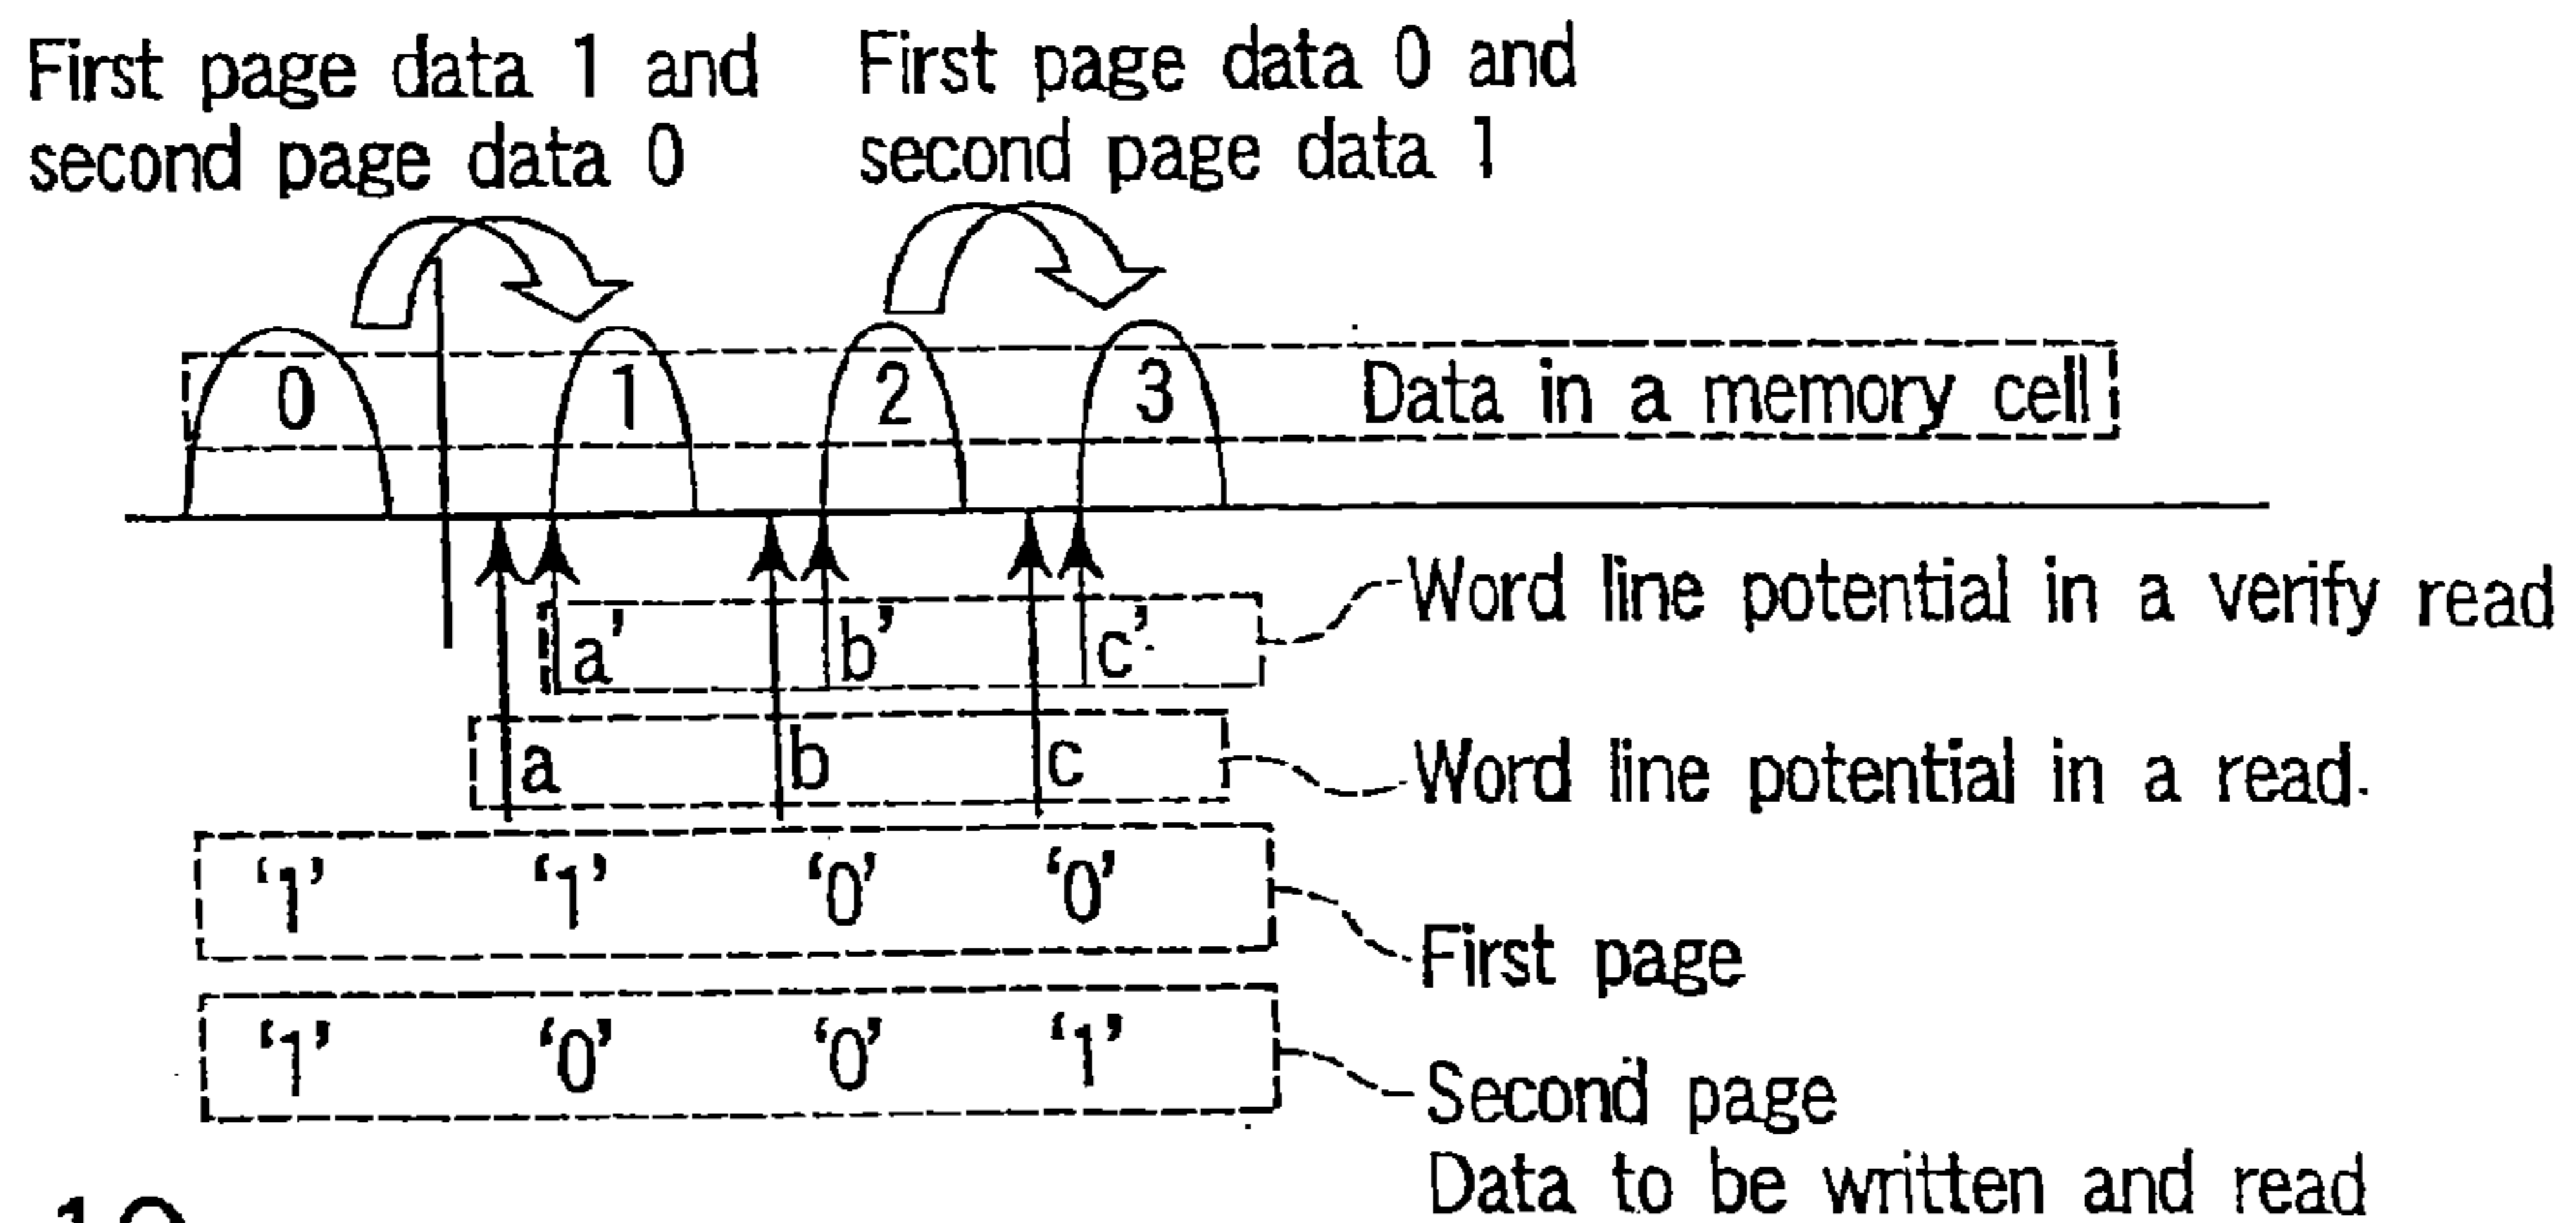 First page data 1 and
second page data 0
First page data 0 and
second page data 1
0 1 2 3 Data in a memory cell
Word line potential in a verify read
a' b' c'
a b c
Word line potential in a read
'1' '1' '0' '0'
First page
'1' '0' '0' '1'
Second page
Data to be written and read